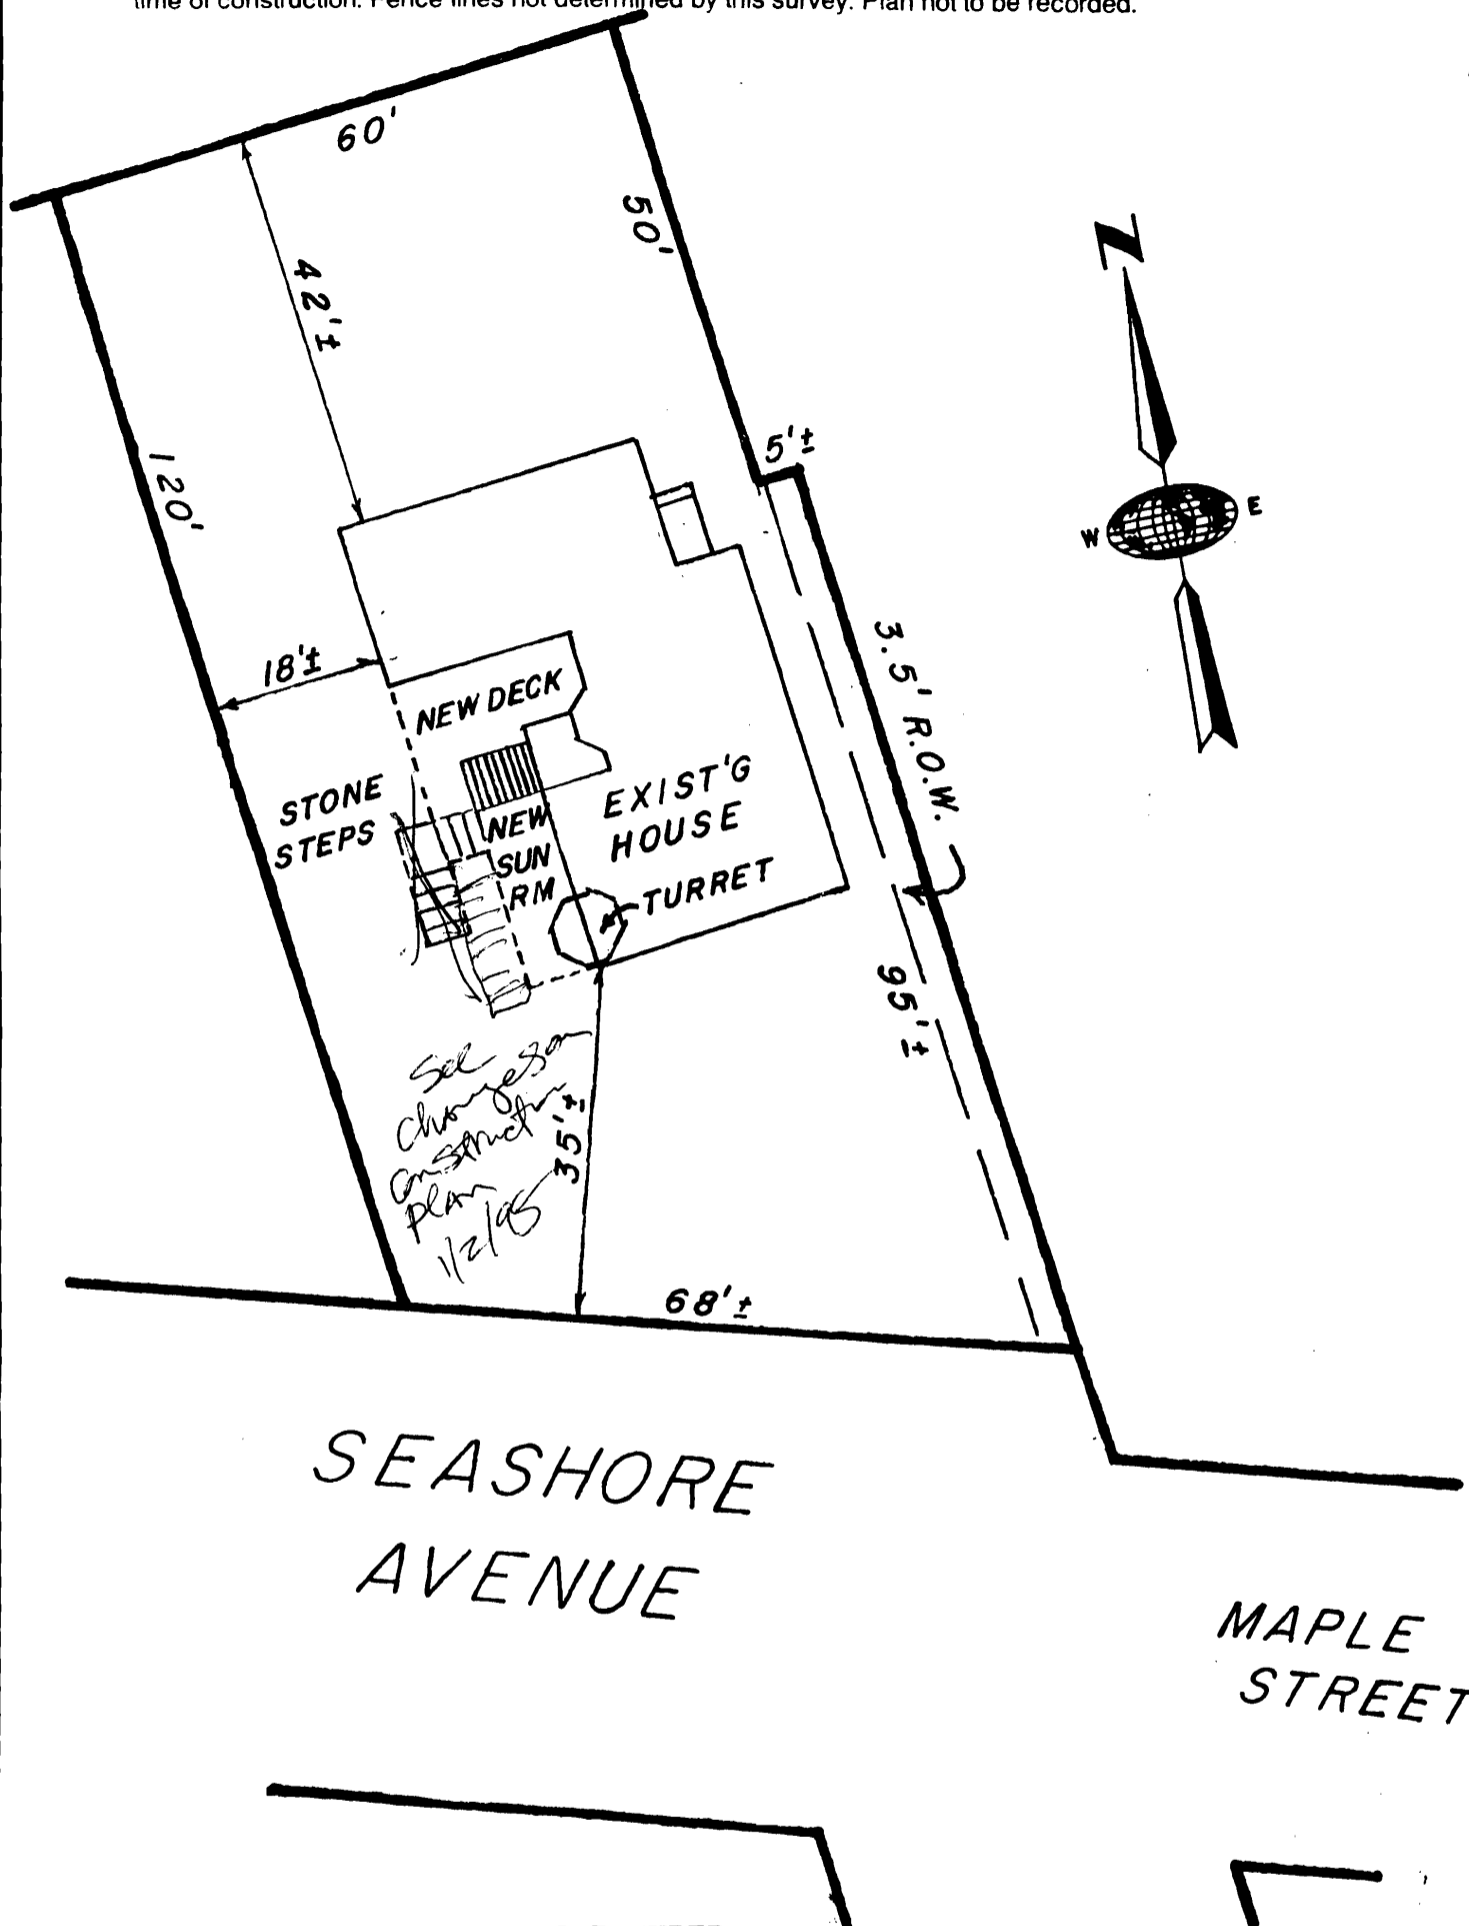 time of construction. Fence lines not determined by this survey. Plan not to be recorded.
60'
50'
42'±
N
5'±
120'
W
E
18'±
3.5' R.O.W.
NEW DECK
STONE
STEPS
EXIST'G
HOUSE
NEW
SUN
RM
TURRET
95'±
See
changes on
construction
plan
1/2/95
35'±
68'±
SEASHORE
AVENUE
MAPLE
STREET